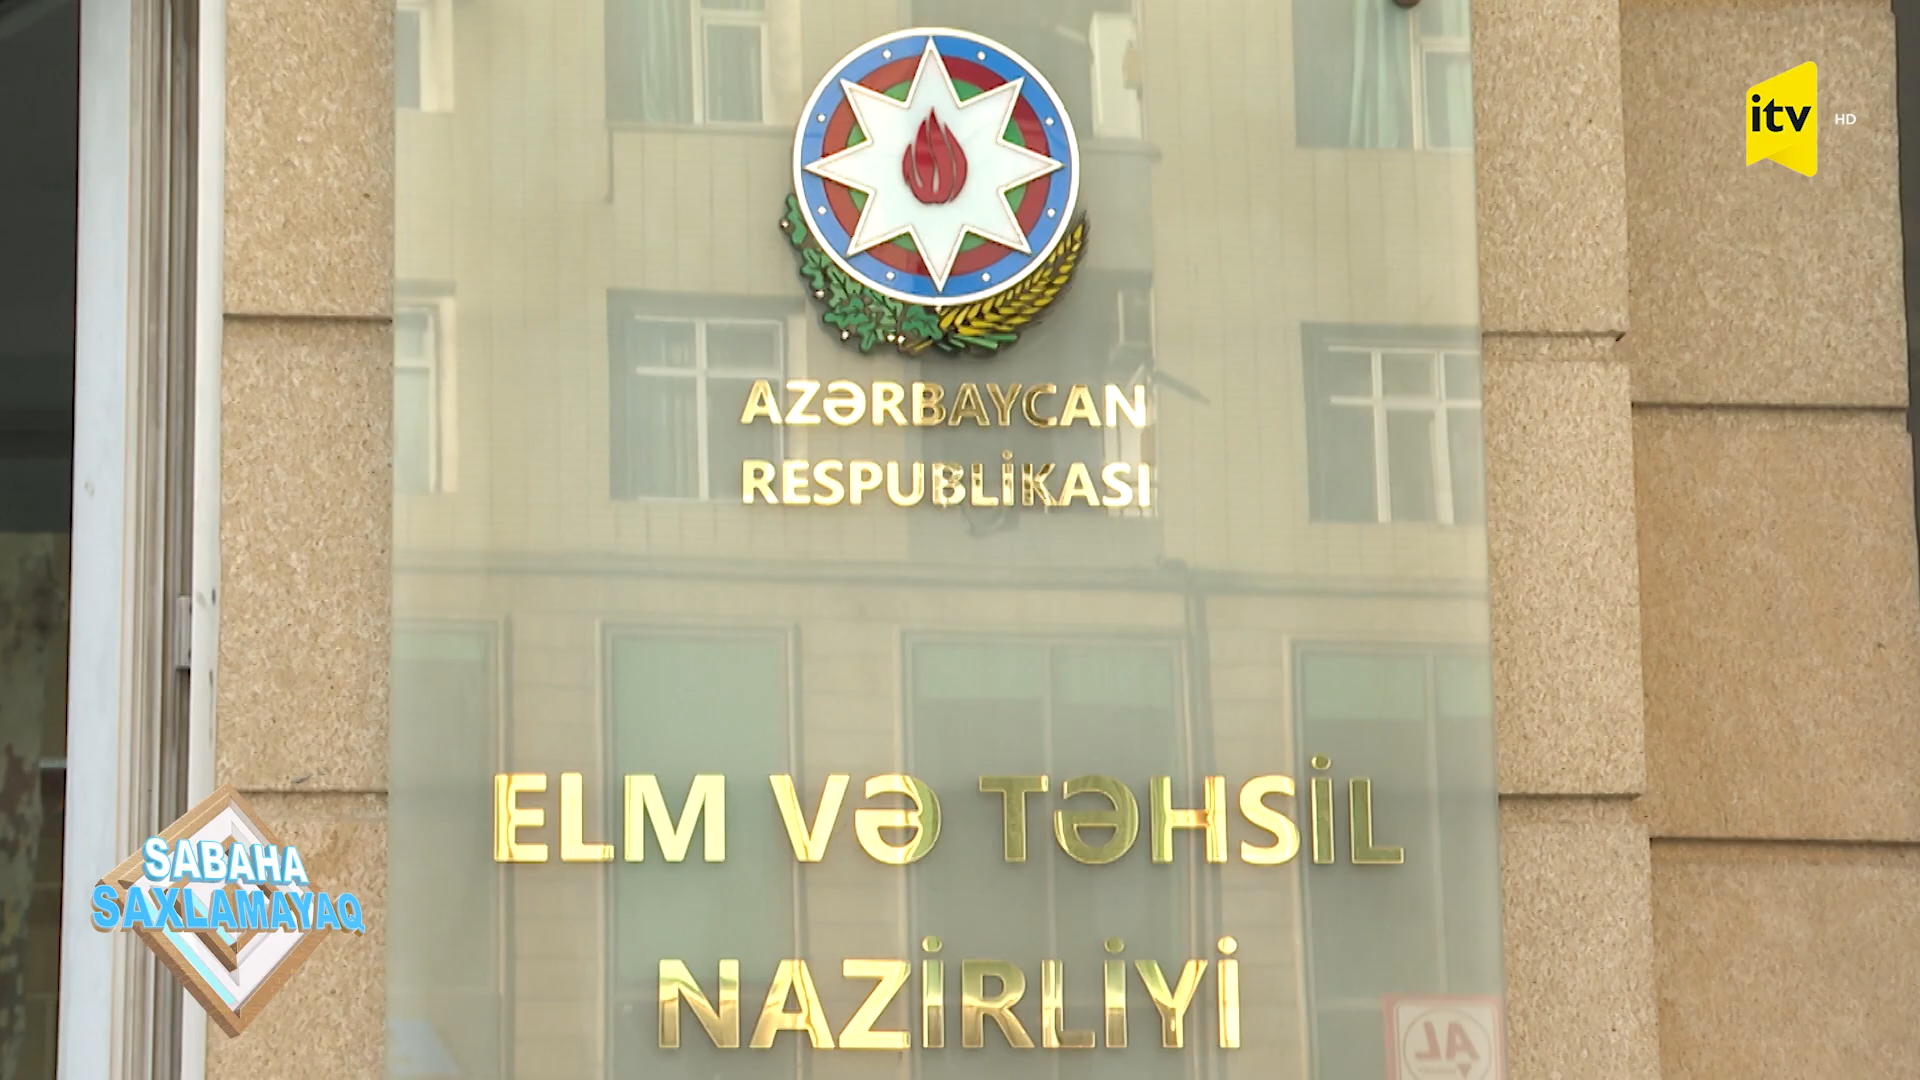 itv HD
AZƏRBAYCAN
RESPUBLİKASI
ELM VƏ TƏHSİL
NAZİRLİYİ
SABAHA
SAXLAMAYAQ